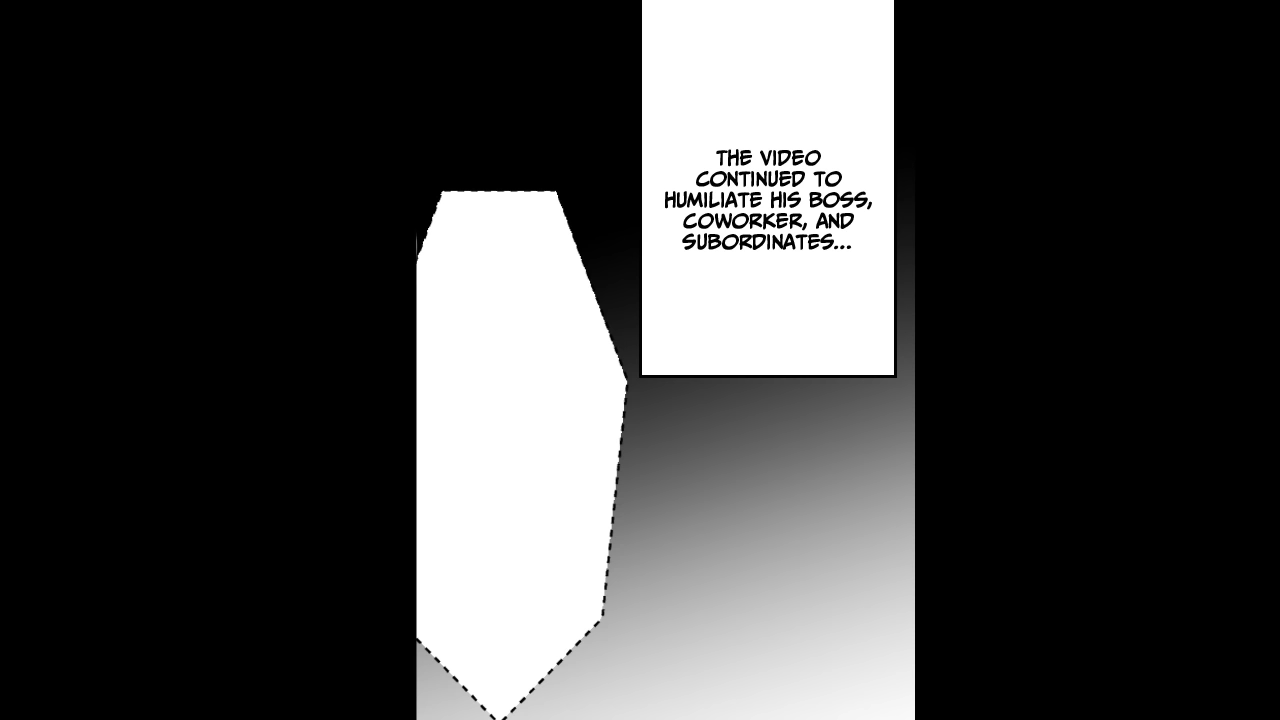 THE VIDEO
CONTINUED TO
HUMILIATE HIS BOSS,
COWORKER, AND
SUBORDINATES...